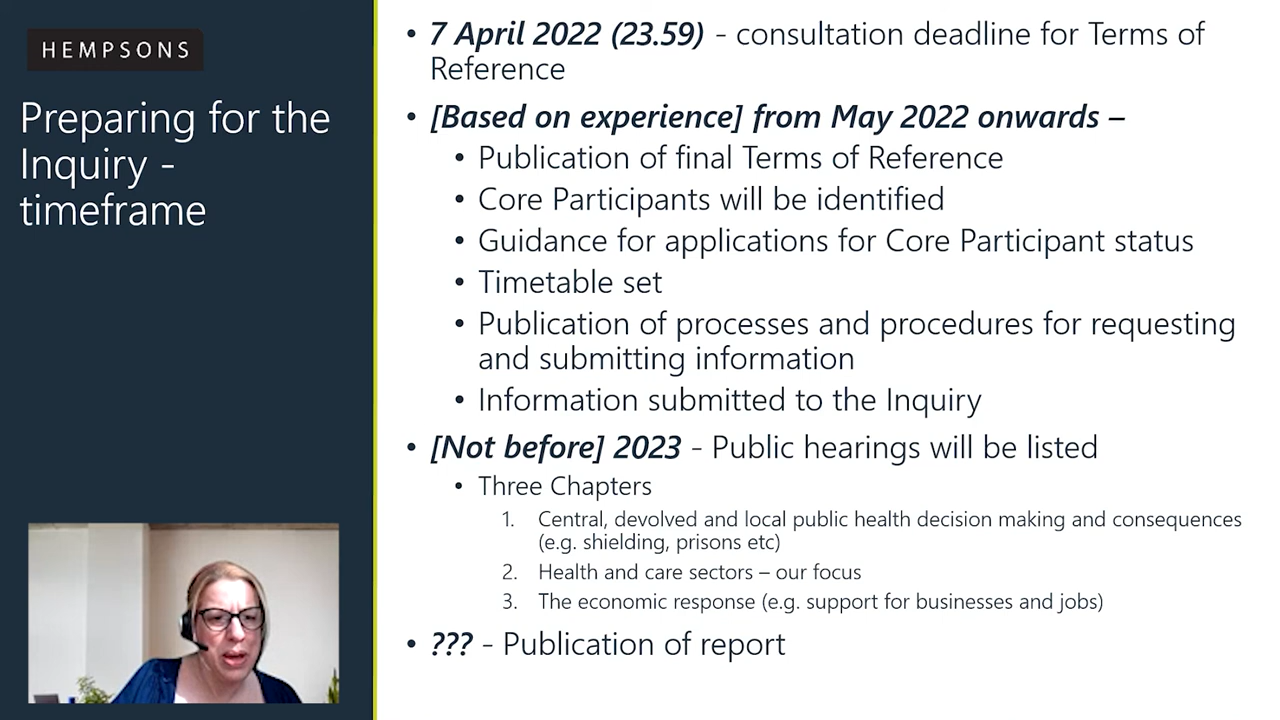 HEMPSONS
Preparing for the
Inquiry -
timeframe
• 7 April 2022 (23.59) - consultation deadline for Terms of
Reference
• [Based on experience] from May 2022 onwards –
• Publication of final Terms of Reference
• Core Participants will be identified
• Guidance for applications for Core Participant status
• Timetable set
• Publication of processes and procedures for requesting
and submitting information
• Information submitted to the Inquiry
• [Not before] 2023 - Public hearings will be listed
• Three Chapters
1. Central, devolved and local public health decision making and consequences
(e.g. shielding, prisons etc)
2. Health and care sectors – our focus
3. The economic response (e.g. support for businesses and jobs)
• ??? - Publication of report